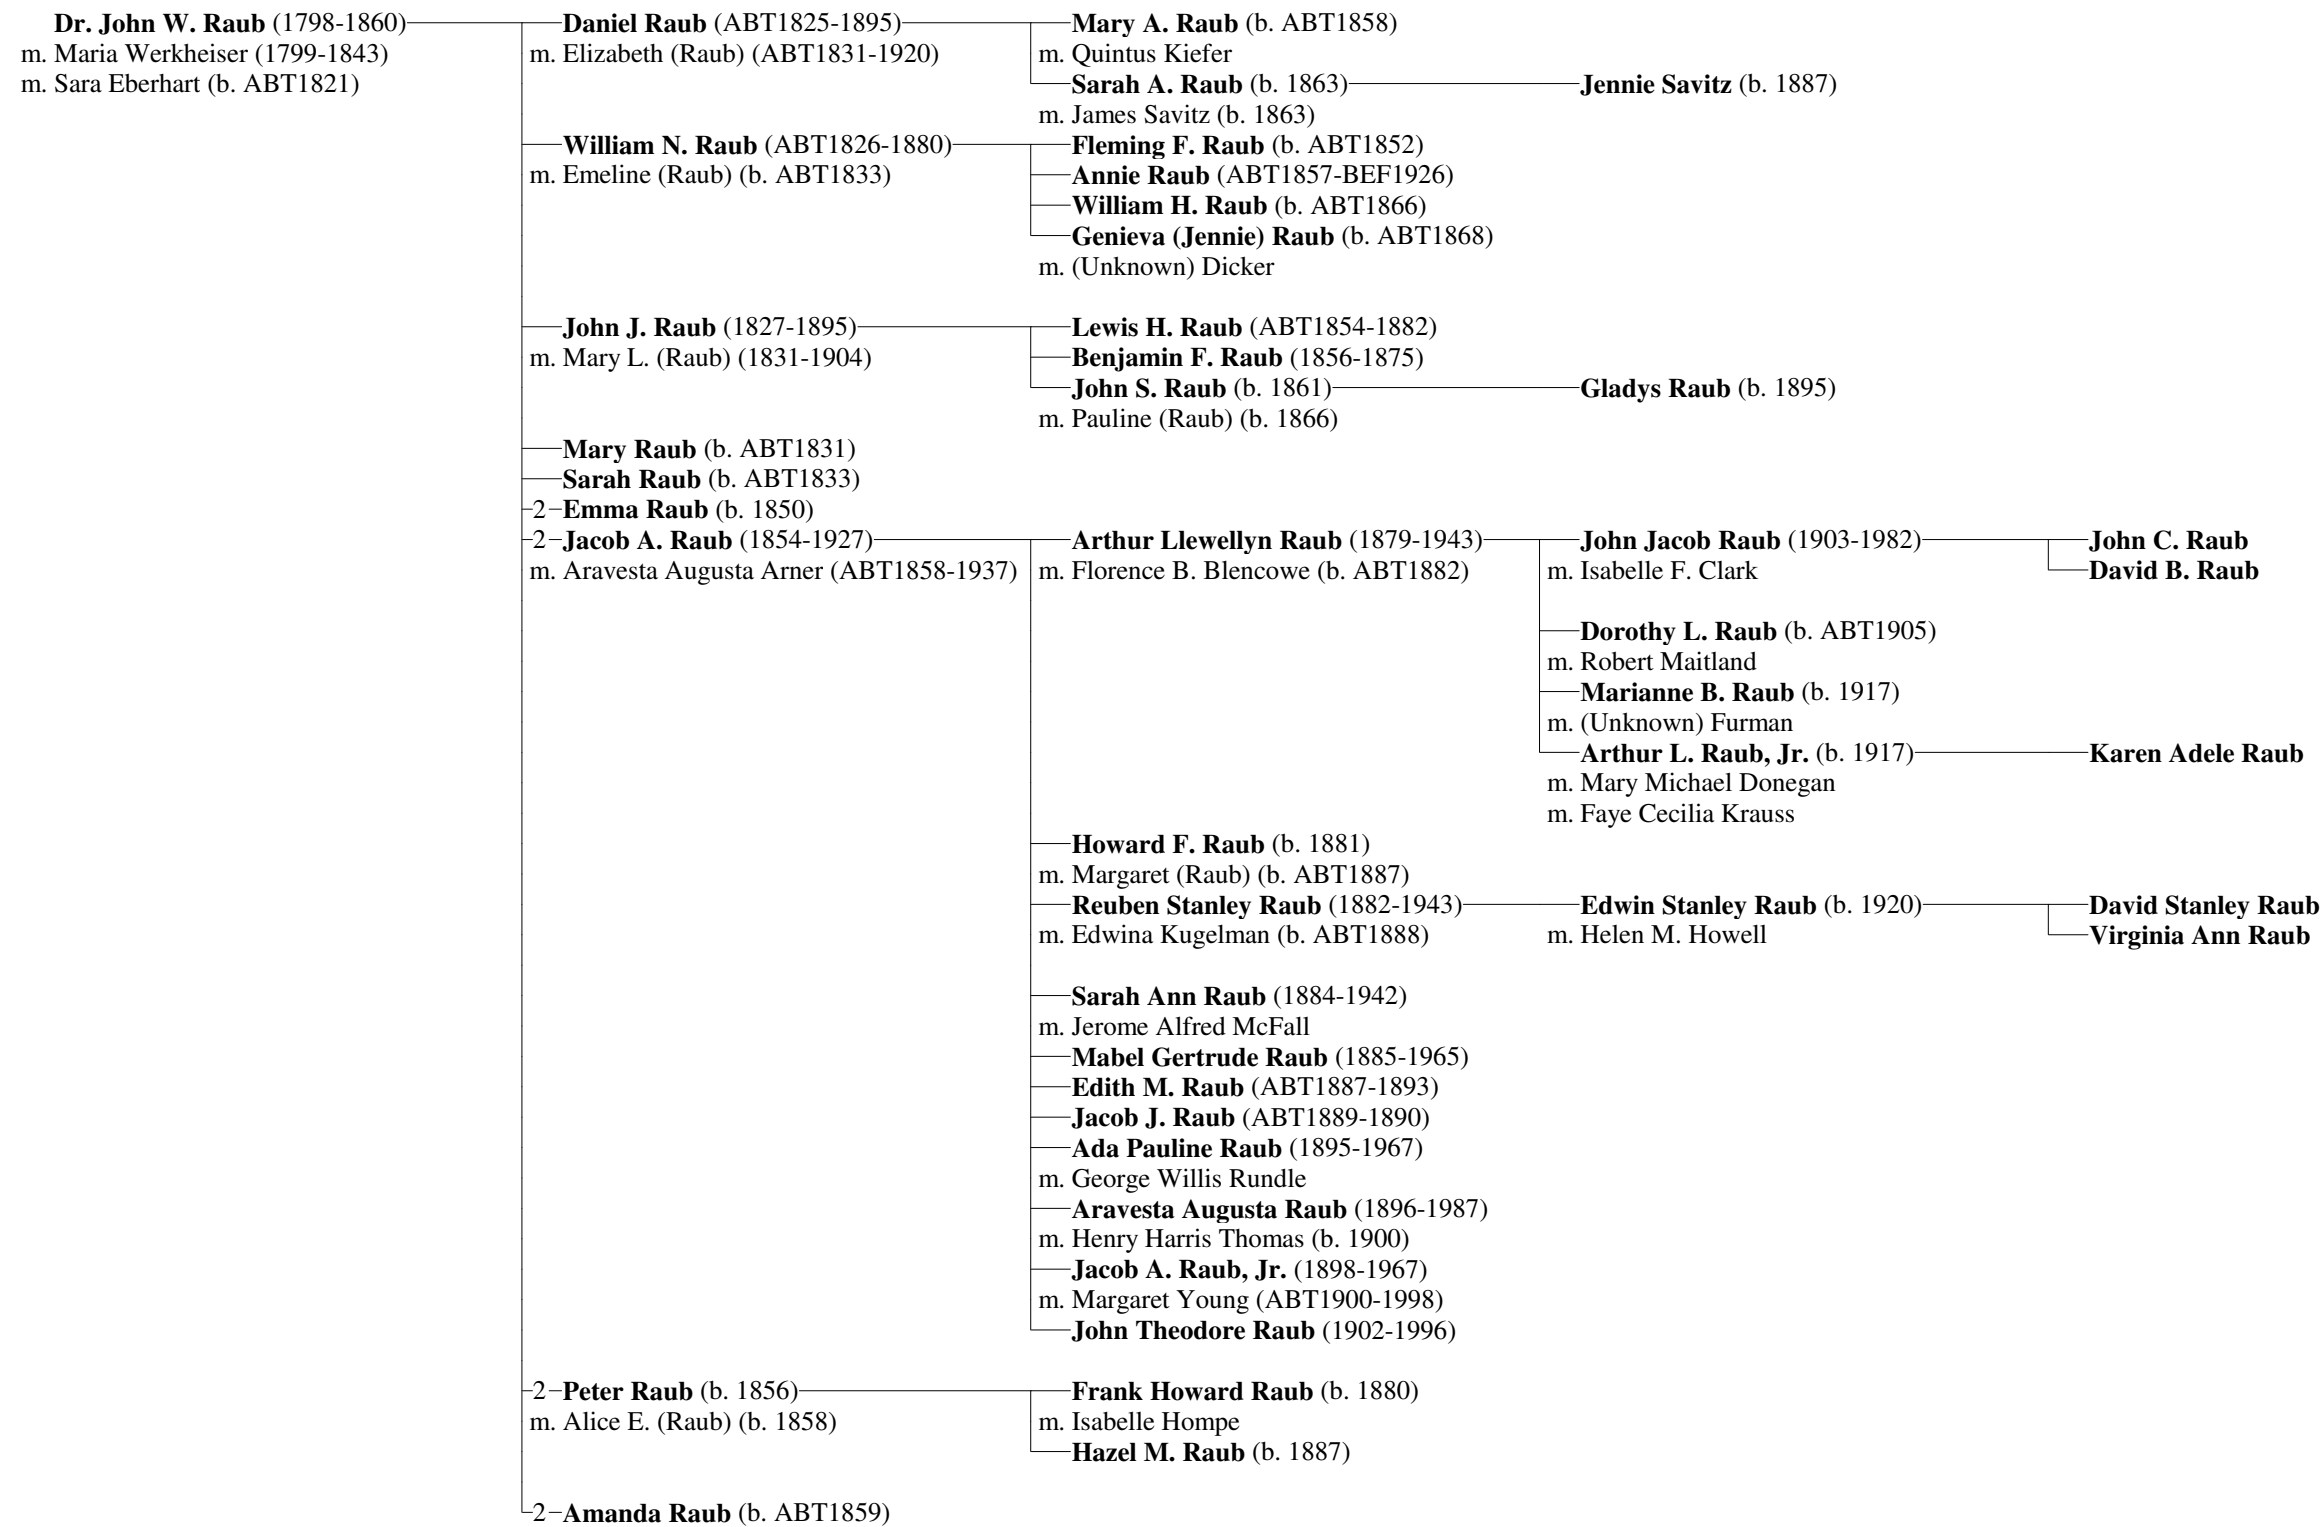 Dr. John W. Raub (1798-1860) Daniel Raub (ABT1825-1895) Mary A. Raub (b. ABT1858)
m. Maria Werkheiser (1799-1843) m. Elizabeth (Raub) (ABT1831-1920) m. Quintus Kiefer
m. Sara Eberhart (b. ABT1821) Sarah A. Raub (b. 1863) Jennie Savitz (b. 1887)
m. James Savitz (b. 1863)
William N. Raub (ABT1826-1880) Fleming F. Raub (b. ABT1852)
m. Emeline (Raub) (b. ABT1833) Annie Raub (ABT1857-BEF1926)
William H. Raub (b. ABT1866)
Genieva (Jennie) Raub (b. ABT1868)
m. (Unknown) Dicker
John J. Raub (1827-1895) Lewis H. Raub (ABT1854-1882)
m. Mary L. (Raub) (1831-1904) Benjamin F. Raub (1856-1875)
John S. Raub (b. 1861) Gladys Raub (b. 1895)
m. Pauline (Raub) (b. 1866)
Mary Raub (b. ABT1831)
Sarah Raub (b. ABT1833)
2 Emma Raub (b. 1850)
2 Jacob A. Raub (1854-1927) Arthur Llewellyn Raub (1879-1943) John Jacob Raub (1903-1982) John C. Raub
m. Aravesta Augusta Arner (ABT1858-1937) m. Florence B. Blencowe (b. ABT1882) m. Isabelle F. Clark David B. Raub
Dorothy L. Raub (b. ABT1905)
m. Robert Maitland
Marianne B. Raub (b. 1917)
m. (Unknown) Furman
Arthur L. Raub, Jr. (b. 1917) Karen Adele Raub
m. Mary Michael Donegan
m. Faye Cecilia Krauss
Howard F. Raub (b. 1881)
m. Margaret (Raub) (b. ABT1887)
Reuben Stanley Raub (1882-1943) Edwin Stanley Raub (b. 1920) David Stanley Raub
m. Edwina Kugelman (b. ABT1888) m. Helen M. Howell Virginia Ann Raub
Sarah Ann Raub (1884-1942)
m. Jerome Alfred McFall
Mabel Gertrude Raub (1885-1965)
Edith M. Raub (ABT1887-1893)
Jacob J. Raub (ABT1889-1890)
Ada Pauline Raub (1895-1967)
m. George Willis Rundle
Aravesta Augusta Raub (1896-1987)
m. Henry Harris Thomas (b. 1900)
Jacob A. Raub, Jr. (1898-1967)
m. Margaret Young (ABT1900-1998)
John Theodore Raub (1902-1996)
2 Peter Raub (b. 1856) Frank Howard Raub (b. 1880)
m. Alice E. (Raub) (b. 1858) m. Isabelle Hompe
Hazel M. Raub (b. 1887)
2 Amanda Raub (b. ABT1859)